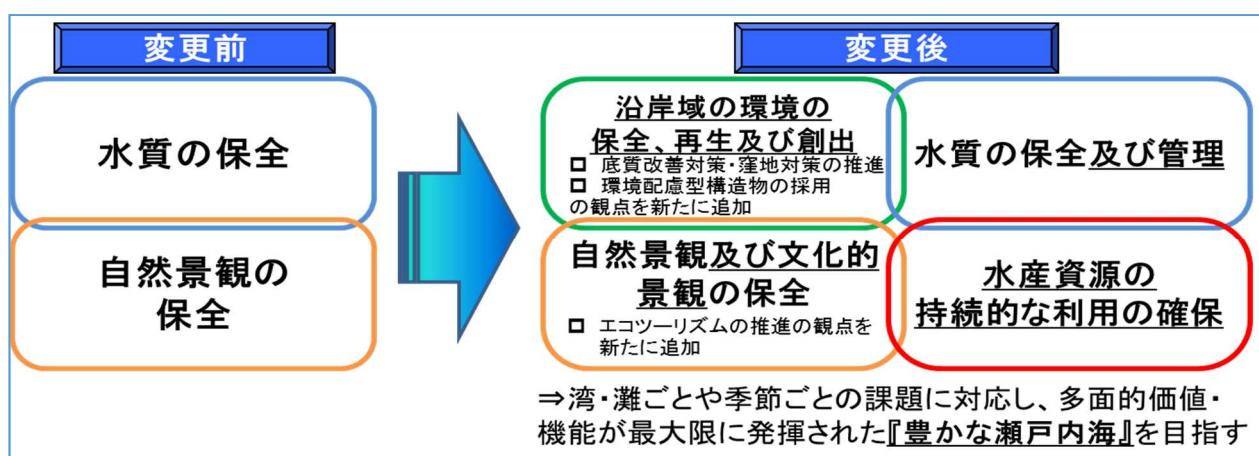 変更前
水質の保全
自然景観の
保全
変更後
沿岸域の環境の
保全、再生及び創出
底質改善対策・窪地対策の推進
環境配慮型構造物の採用
の観点を新たに追加
水質の保全及び管理
自然景観及び文化的
景観の保全
エコツーリズムの推進の観点を
新たに追加
水産資源の
持続的な利用の確保
⇒湾・灘ごとや季節ごとの課題に対応し、多面的価値・
機能が最大限に発揮された『豊かな瀬戸内海』を目指す